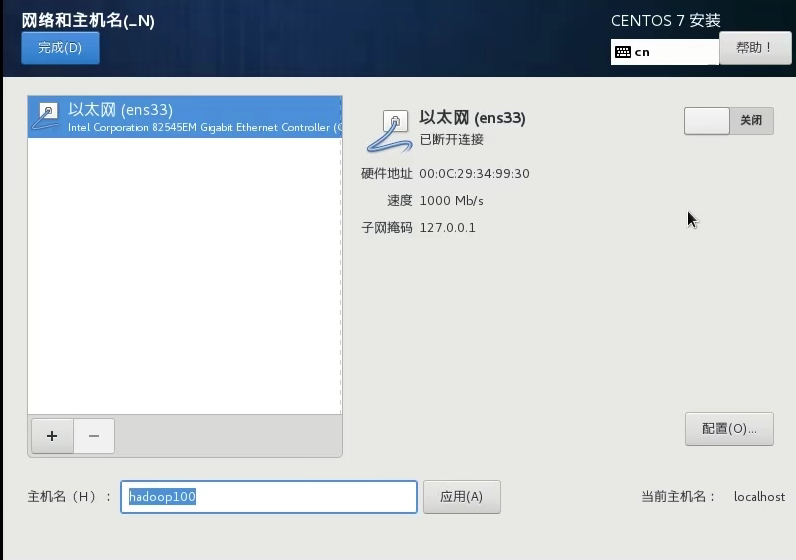 网络和主机名(_N)
CENTOS 7 安装
完成(D)
cn
帮助！
以太网 (ens33)
Intel Corporation 82545EM Gigabit Ethernet Controller (
以太网 (ens33)
已断开连接
关闭
硬件地址 00:0C:29:34:99:30
速度 1000 Mb/s
子网掩码 127.0.0.1
+ −
配置(O)...
主机名（H）： hadoop100 应用(A)
当前主机名： localhost